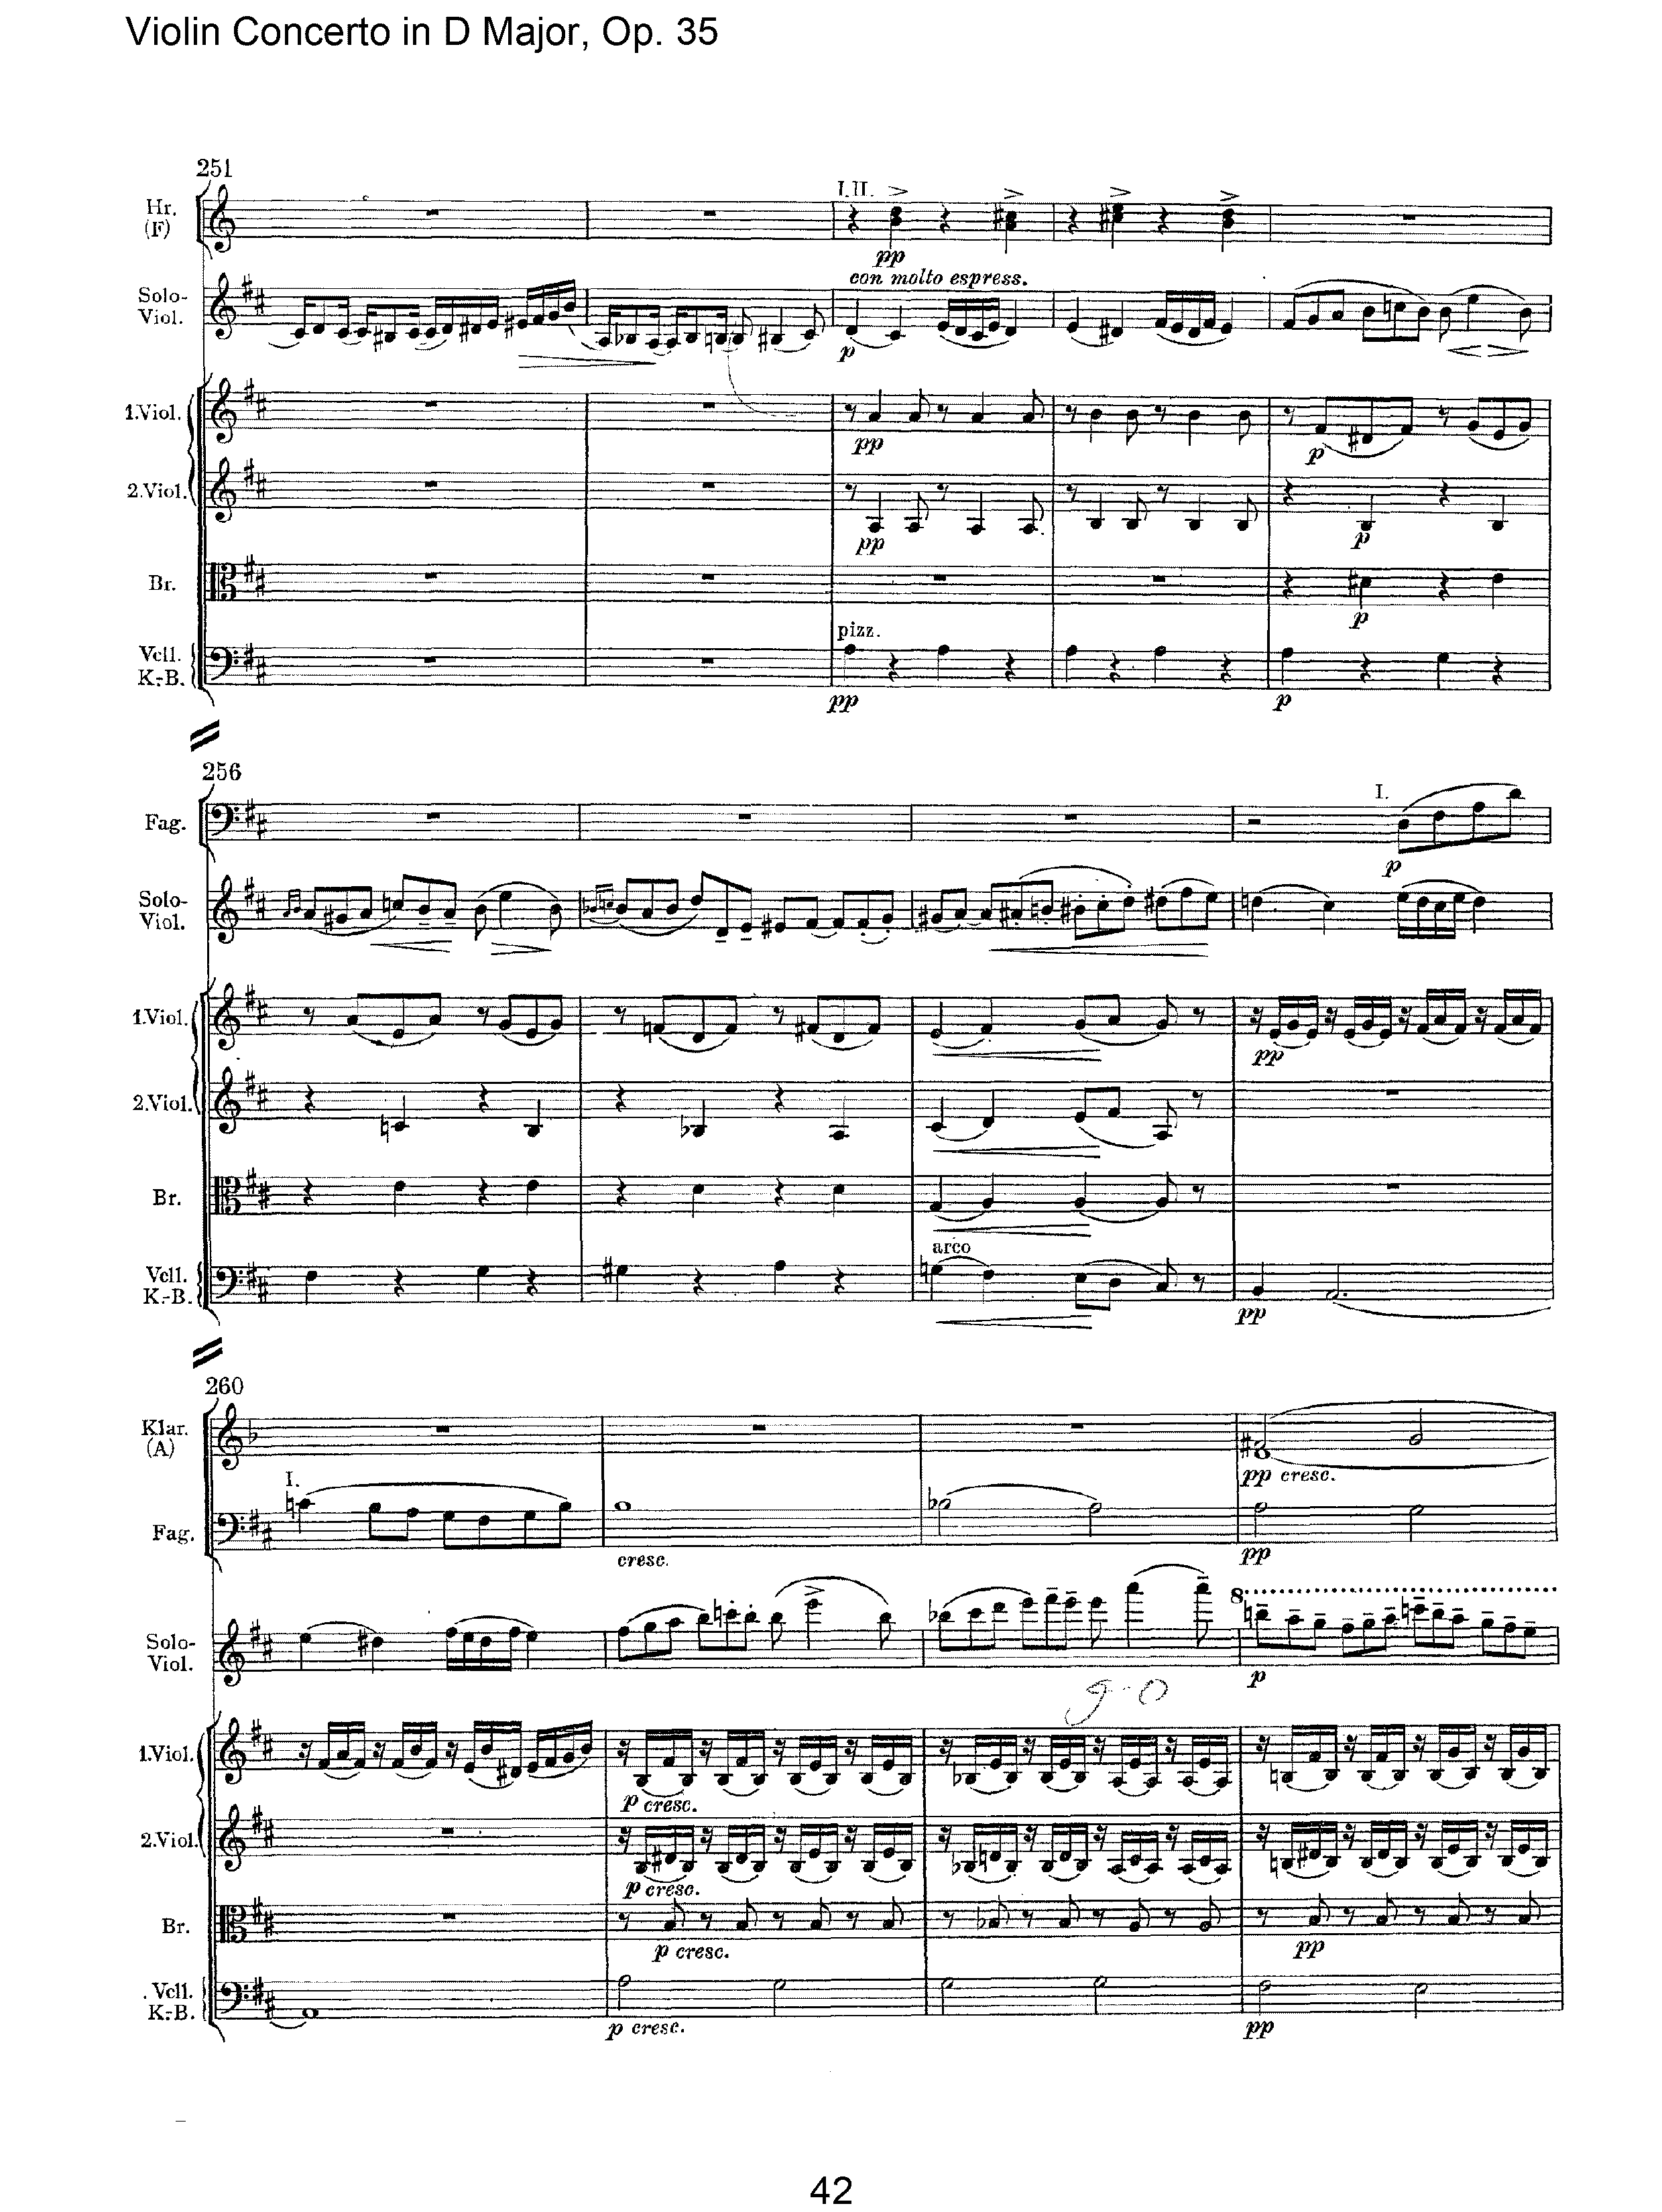 Violin Concerto in D Major, Op. 35
251
I.II.
Hr.
(F)
pp
con molto espress.
Solo-
Viol.
p
1.Viol.
pp
p
2.Viol.
pp
p
Br.
p
pizz.
Vcll.
K.-B.
pp
p
256
I.
Fag.
p
Solo-
Viol.
1.Viol.
pp
2.Viol.
Br.
arco
Vcll.
K.-B.
pp
260
Klar.
(A)
pp cresc.
I.
Fag.
cresc.
pp
8
Solo-
Viol.
p
1.Viol.
p cresc.
2.Viol.
p cresc.
Br.
p cresc.
pp
Vcll.
K.-B.
p cresc.
pp
42